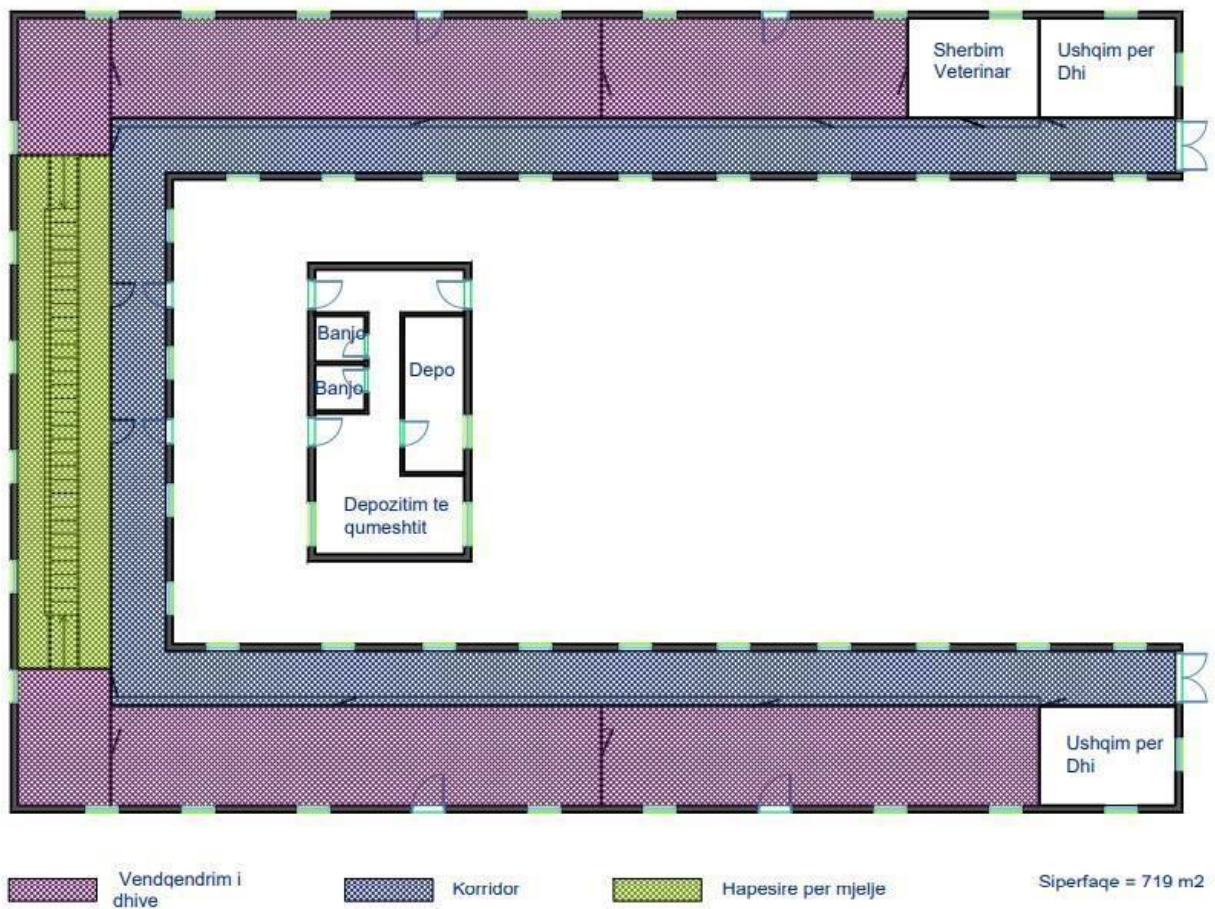 Sherbim
Veterinar
Ushqim per
Dhi
Banjo
Banjo
Depo
Depozitim te
qumeshtit
Ushqim per
Dhi
Vendqendrim i
dhive
Korridor
Hapesire per mjelje
Siperfaqe = 719 m2